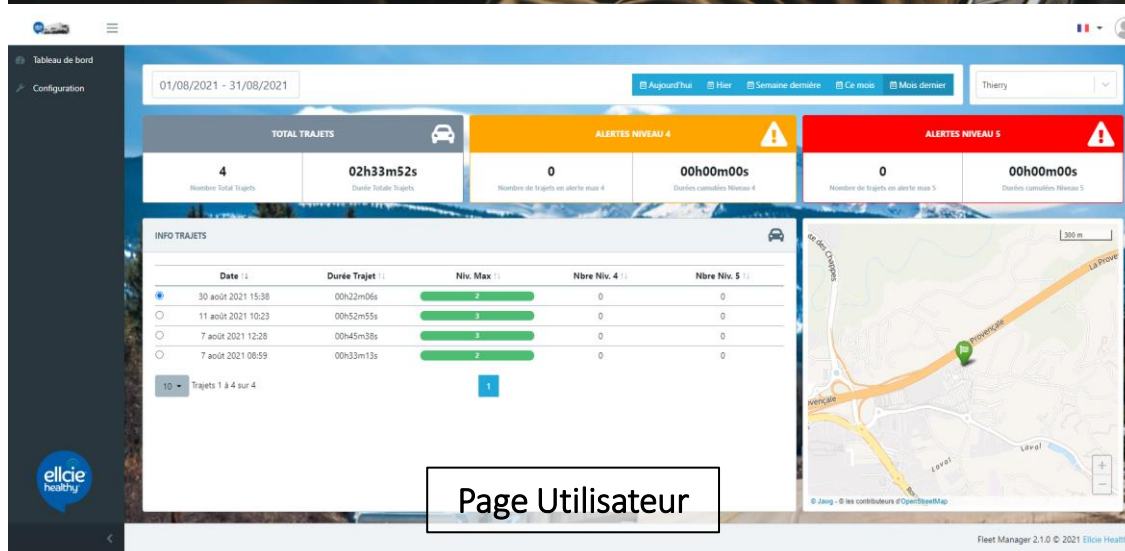 Tableau de bord
Configuration
01/08/2021 - 31/08/2021
Aujourd'hui Hier Semaine dernière Ce mois Mois dernier
Thierry
TOTAL TRAJETS
4
Nombre Total Trajets
02h33m52s
Durée Totale Trajets
ALERTES NIVEAU 4
0
Nombre de trajets en alerte max 4
00h00m00s
Durées cumulées Niveau 4
ALERTES NIVEAU 5
0
Nombre de trajets en alerte max 5
00h00m00s
Durées cumulées Niveau 5
INFO TRAJETS
Date Durée Trajet Niv. Max Nbre Niv. 4 Nbre Niv. 5
30 août 2021 15:38 00h22m06s 2 0 0
11 août 2021 10:23 00h52m55s 3 0 0
7 août 2021 12:28 00h45m38s 3 0 0
7 août 2021 08:59 00h33m13s 2 0 0
10 Trajets 1 à 4 sur 4
1
300 m
des Chappes
La Prove
Provençale
ovençale
Laval
Laval
+
-
© Jawg - © les contributeurs d'OpenStreetMap
ellcie
healthy
Page Utilisateur
Fleet Manager 2.1.0 © 2021 Ellcie Healt